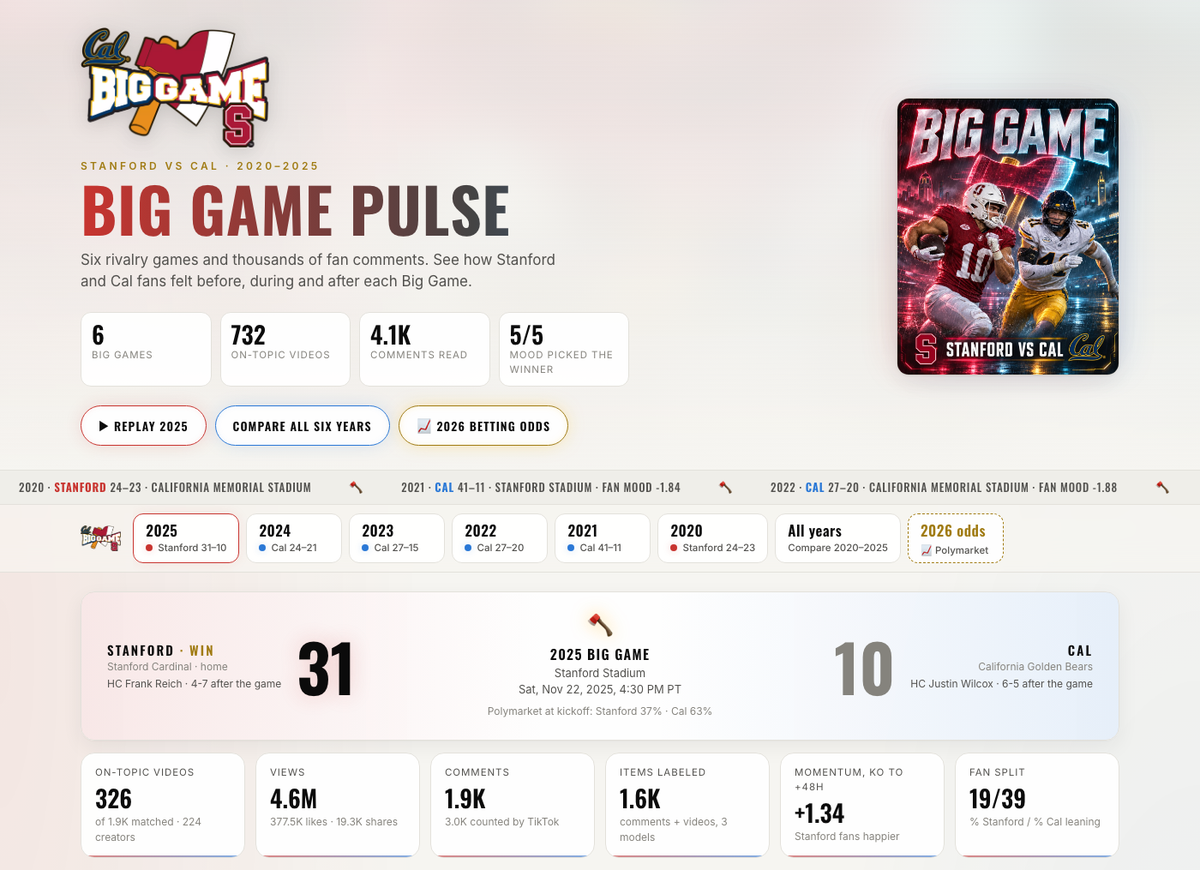 Cal
BIG GAME
S
STANFORD VS CAL · 2020–2025
BIG GAME PULSE
Six rivalry games and thousands of fan comments. See how Stanford
and Cal fans felt before, during and after each Big Game.
6
BIG GAMES
732
ON-TOPIC VIDEOS
4.1K
COMMENTS READ
5/5
MOOD PICKED THE
WINNER
▶ REPLAY 2025
COMPARE ALL SIX YEARS
2026 BETTING ODDS
BIG GAME
S
10
S STANFORD VS CAL Cal
2020 · STANFORD 24–23 · CALIFORNIA MEMORIAL STADIUM
2021 · CAL 41–11 · STANFORD STADIUM · FAN MOOD -1.84
2022 · CAL 27–20 · CALIFORNIA MEMORIAL STADIUM · FAN MOOD -1.88
2025
Stanford 31–10
2024
Cal 24–21
2023
Cal 27–15
2022
Cal 27–20
2021
Cal 41–11
2020
Stanford 24–23
All years
Compare 2020–2025
2026 odds
Polymarket
STANFORD · WIN
Stanford Cardinal · home
HC Frank Reich · 4-7 after the game
31
2025 BIG GAME
Stanford Stadium
Sat, Nov 22, 2025, 4:30 PM PT
Polymarket at kickoff: Stanford 37% · Cal 63%
10
CAL
California Golden Bears
HC Justin Wilcox · 6-5 after the game
ON-TOPIC VIDEOS
326
of 1.9K matched · 224
creators
VIEWS
4.6M
377.5K likes · 19.3K shares
COMMENTS
1.9K
3.0K counted by TikTok
ITEMS LABELED
1.6K
comments + videos, 3
models
MOMENTUM, KO TO
+48H
+1.34
Stanford fans happier
FAN SPLIT
19/39
% Stanford / % Cal leaning